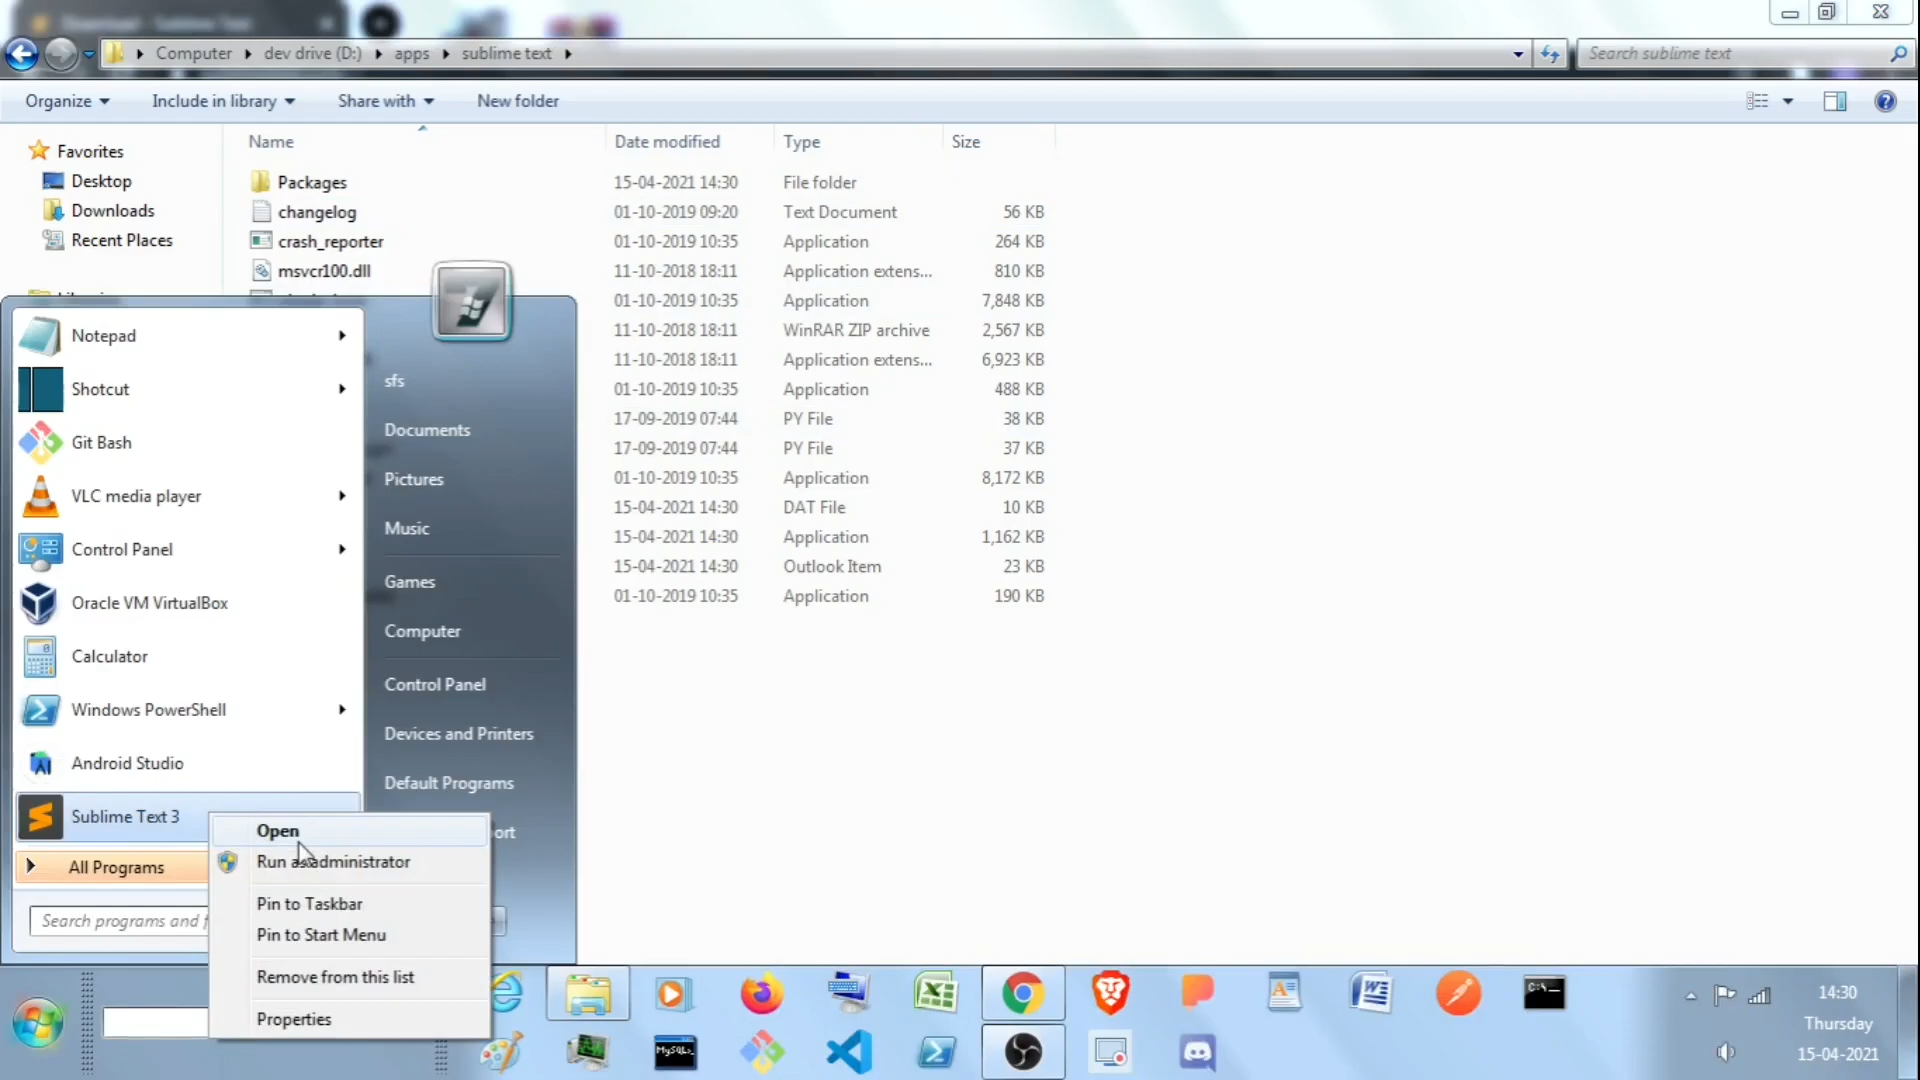 Computer dev drive (D:) apps sublime text
Search sublime text
Organize Include in library Share with New folder
Name Date modified Type Size
Favorites
Desktop
Downloads
Recent Places
Packages 15-04-2021 14:30 File folder
changelog 01-10-2019 09:20 Text Document 56 KB
crash_reporter 01-10-2019 10:35 Application 264 KB
msvcr100.dll 11-10-2018 18:11 Application extens... 810 KB
01-10-2019 10:35 Application 7,848 KB
11-10-2018 18:11 WinRAR ZIP archive 2,567 KB
11-10-2018 18:11 Application extens... 6,923 KB
01-10-2019 10:35 Application 488 KB
17-09-2019 07:44 PY File 38 KB
17-09-2019 07:44 PY File 37 KB
01-10-2019 10:35 Application 8,172 KB
15-04-2021 14:30 DAT File 10 KB
15-04-2021 14:30 Application 1,162 KB
15-04-2021 14:30 Outlook Item 23 KB
01-10-2019 10:35 Application 190 KB
Notepad
Shotcut
Git Bash
VLC media player
Control Panel
Oracle VM VirtualBox
Calculator
Windows PowerShell
Android Studio
Sublime Text 3
All Programs
Search programs and f
sfs
Documents
Pictures
Music
Games
Computer
Control Panel
Devices and Printers
Default Programs
ort
Open
Run as administrator
Pin to Taskbar
Pin to Start Menu
Remove from this list
Properties
C:\
MySQL
14:30
Thursday
15-04-2021